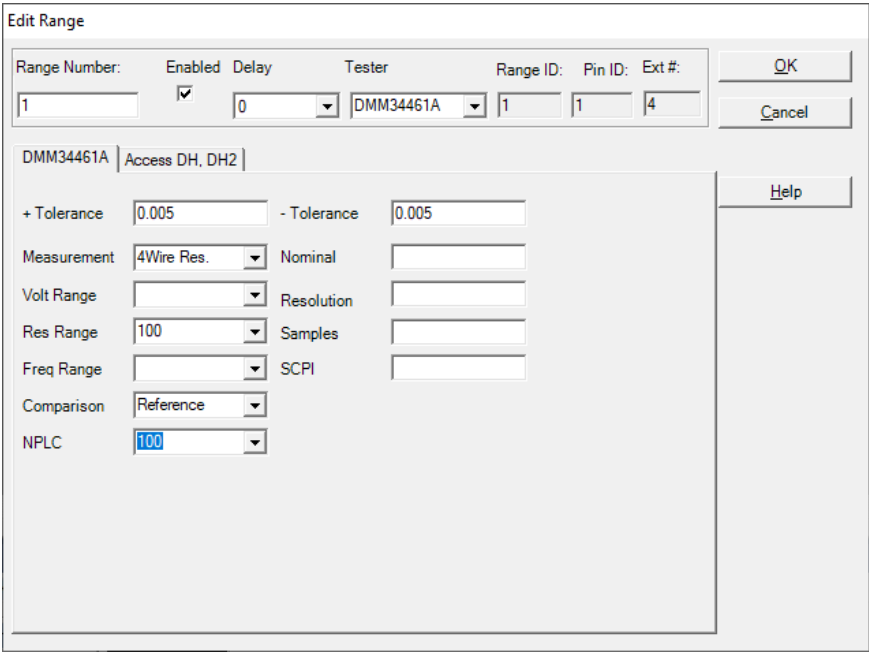 Edit Range
Range Number: Enabled Delay Tester Range ID: Pin ID: Ext #:
1 0 DMM34461A 1 1 4
OK
Cancel
Help
DMM34461A Access DH, DH2
+ Tolerance 0.005 - Tolerance 0.005
Measurement 4Wire Res. Nominal
Volt Range Resolution
Res Range 100 Samples
Freq Range SCPI
Comparison Reference
NPLC 100